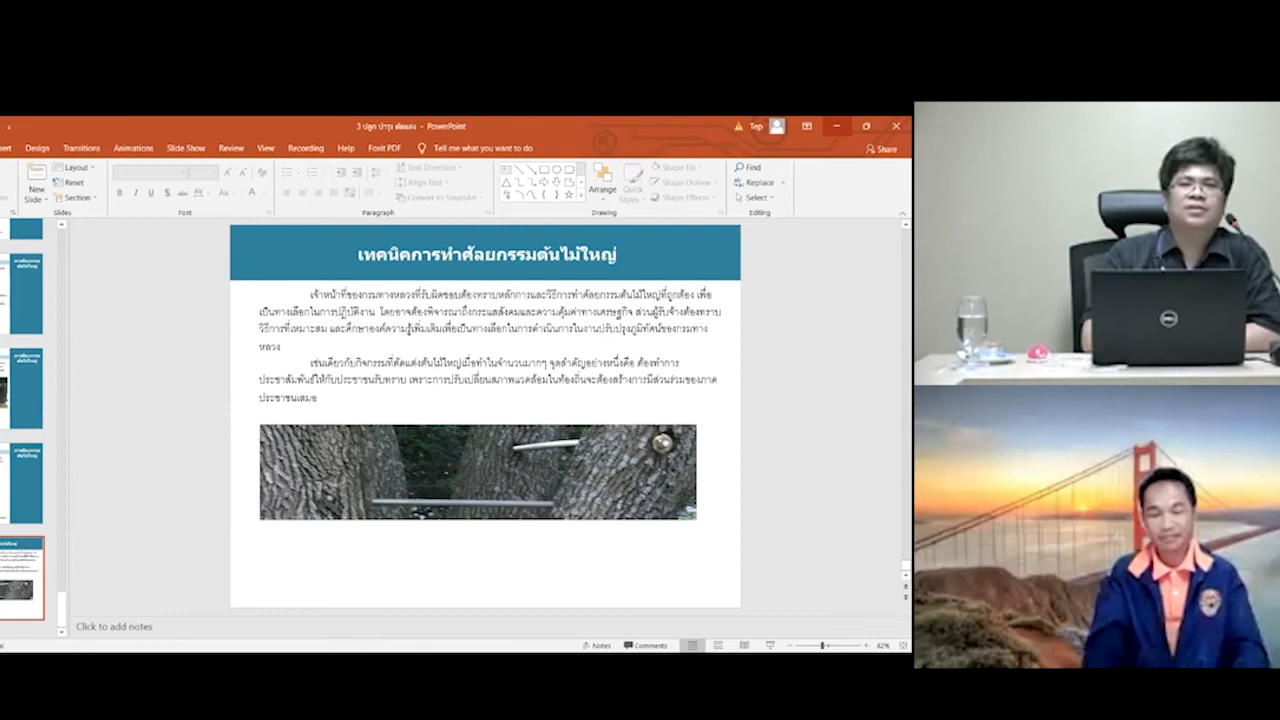 3 ปลูก บำรุง ตัดแต่ง - PowerPoint
Tep
Design Transitions Animations Slide Show Review View Recording Help Foxit PDF Tell me what you want to do
Share
New Slide
Layout
Reset
Section
Slides
B I U S ab AV Aa A
Font
Text Direction
Align Text
Convert to SmartArt
Paragraph
Arrange
Quick Styles
Shape Fill
Shape Outline
Shape Effects
Drawing
Find
Replace
Select
Editing
เทคนิคการทำศัลยกรรมต้นไม้ใหญ่
เจ้าหน้าที่ของกรมทางหลวงที่รับผิดชอบต้องทราบหลักการและวิธีการทำศัลยกรรมต้นไม้ใหญ่ที่ถูกต้อง เพื่อ
เป็นทางเลือกในการปฏิบัติงาน โดยอาจต้องพิจารณาถึงกระแสสังคมและความคุ้มค่าทางเศรษฐกิจ ส่วนผู้รับจ้างต้องทราบ
วิธีการที่เหมาะสม และศึกษาองค์ความรู้เพิ่มเติมเพื่อเป็นทางเลือกในการดำเนินการในงานปรับปรุงภูมิทัศน์ของกรมทาง
หลวง
เช่นเดียวกับกิจกรรมที่ตัดแต่งต้นไม้ใหญ่เมื่อทำในจำนวนมากๆ จุดสำคัญอย่างหนึ่งคือ ต้องทำการ
ประชาสัมพันธ์ให้กับประชาชนรับทราบ เพราะการปรับเปลี่ยนสภาพแวดล้อมในท้องถิ่นจะต้องสร้างการมีส่วนร่วมของภาค
ประชาชนเสมอ
Click to add notes
Notes
Comments
82%
DELL